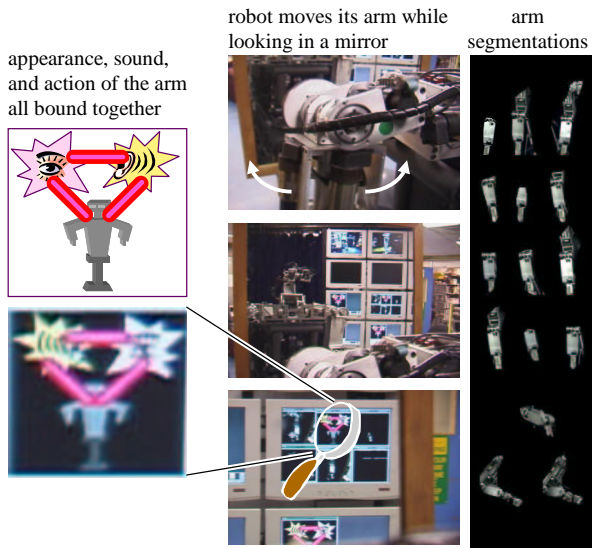 robot moves its arm while
looking in a mirror
arm
segmentations
appearance, sound,
and action of the arm
all bound together